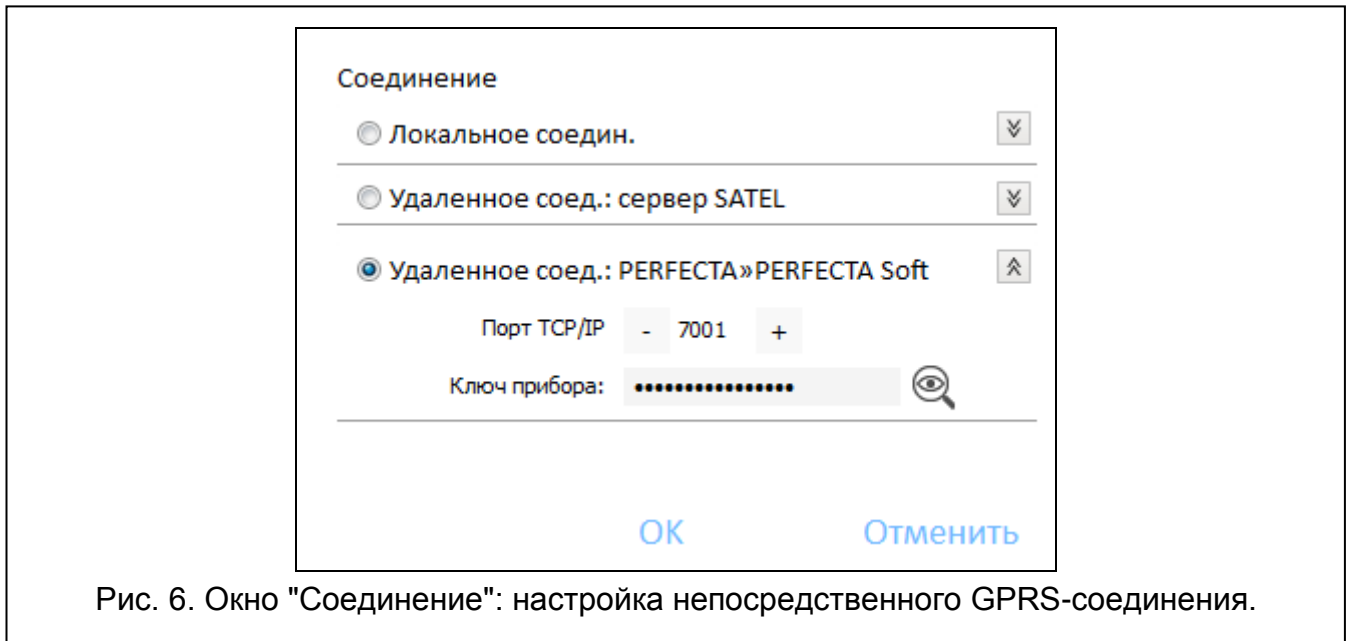 Соединение
Локальное соедин.
Удаленное соед.: сервер SATEL
Удаленное соед.: PERFECTA»PERFECTA Soft
Порт TCP/IP - 7001 +
Ключ прибора: ••••••••••••••••
OK Отменить
Рис. 6. Окно "Соединение": настройка непосредственного GPRS-соединения.